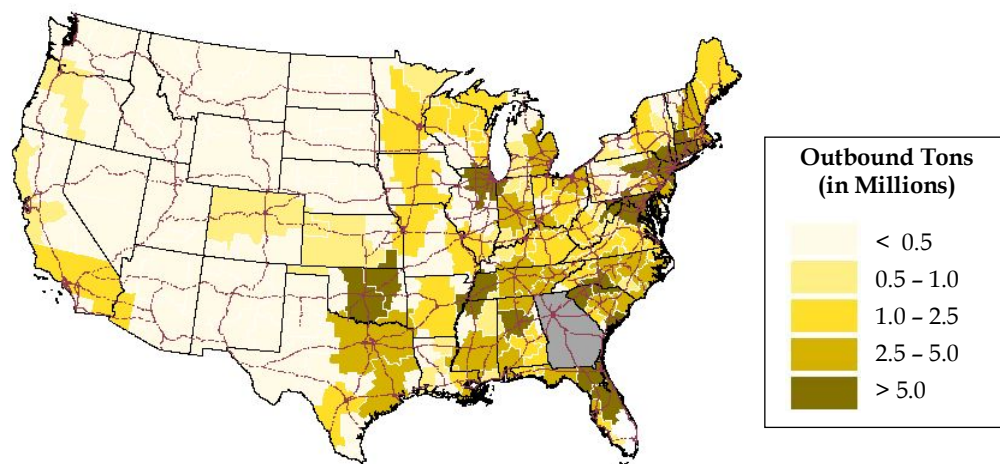 Outbound Tons
(in Millions)
< 0.5
0.5 – 1.0
1.0 – 2.5
2.5 – 5.0
> 5.0